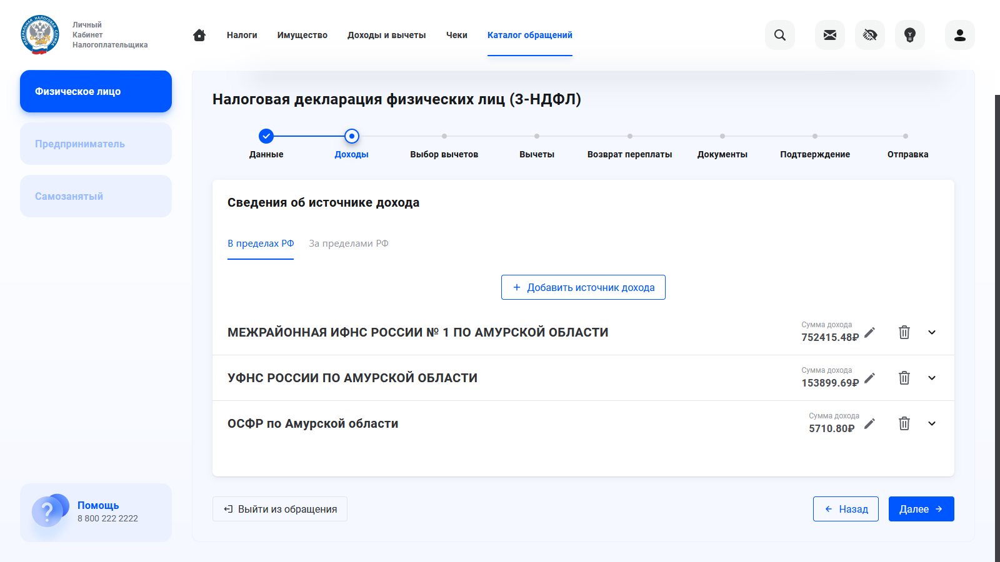 Личный
Кабинет
Налогоплательщика
Налоги
Имущество
Доходы и вычеты
Чеки
Каталог обращений
Физическое лицо
Предприниматель
Самозанятый
Налоговая декларация физических лиц (3-НДФЛ)
Данные
Доходы
Выбор вычетов
Вычеты
Возврат переплаты
Документы
Подтверждение
Отправка
Сведения об источнике дохода
В пределах РФ
За пределами РФ
+ Добавить источник дохода
МЕЖРАЙОННАЯ ИФНС РОССИИ № 1 ПО АМУРСКОЙ ОБЛАСТИ
Сумма дохода
752415.48₽
УФНС РОССИИ ПО АМУРСКОЙ ОБЛАСТИ
Сумма дохода
153899.69₽
ОСФР по Амурской области
Сумма дохода
5710.80₽
Помощь
8 800 222 2222
Выйти из обращения
Назад
Далее